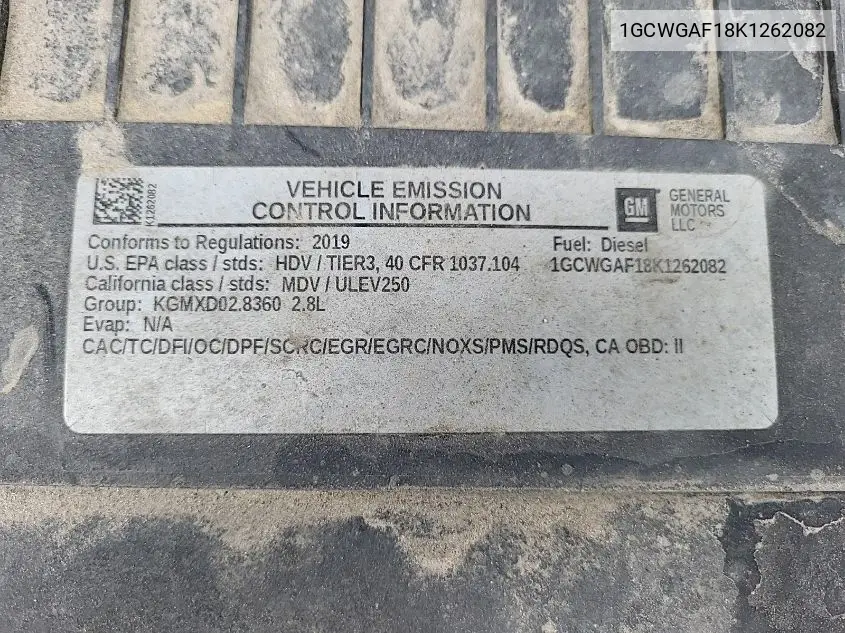 1GCWGAF18K1262082
K1262082
VEHICLE EMISSION
CONTROL INFORMATION
GM
GENERAL
MOTORS
LLC
Conforms to Regulations: 2019
Fuel: Diesel
U.S. EPA class / stds: HDV / TIER3, 40 CFR 1037.104
1GCWGAF18K1262082
California class / stds: MDV / ULEV250
Group: KGMXD02.8360 2.8L
Evap: N/A
CAC/TC/DFI/OC/DPF/SCRC/EGR/EGRC/NOXS/PMS/RDQS, CA OBD: II